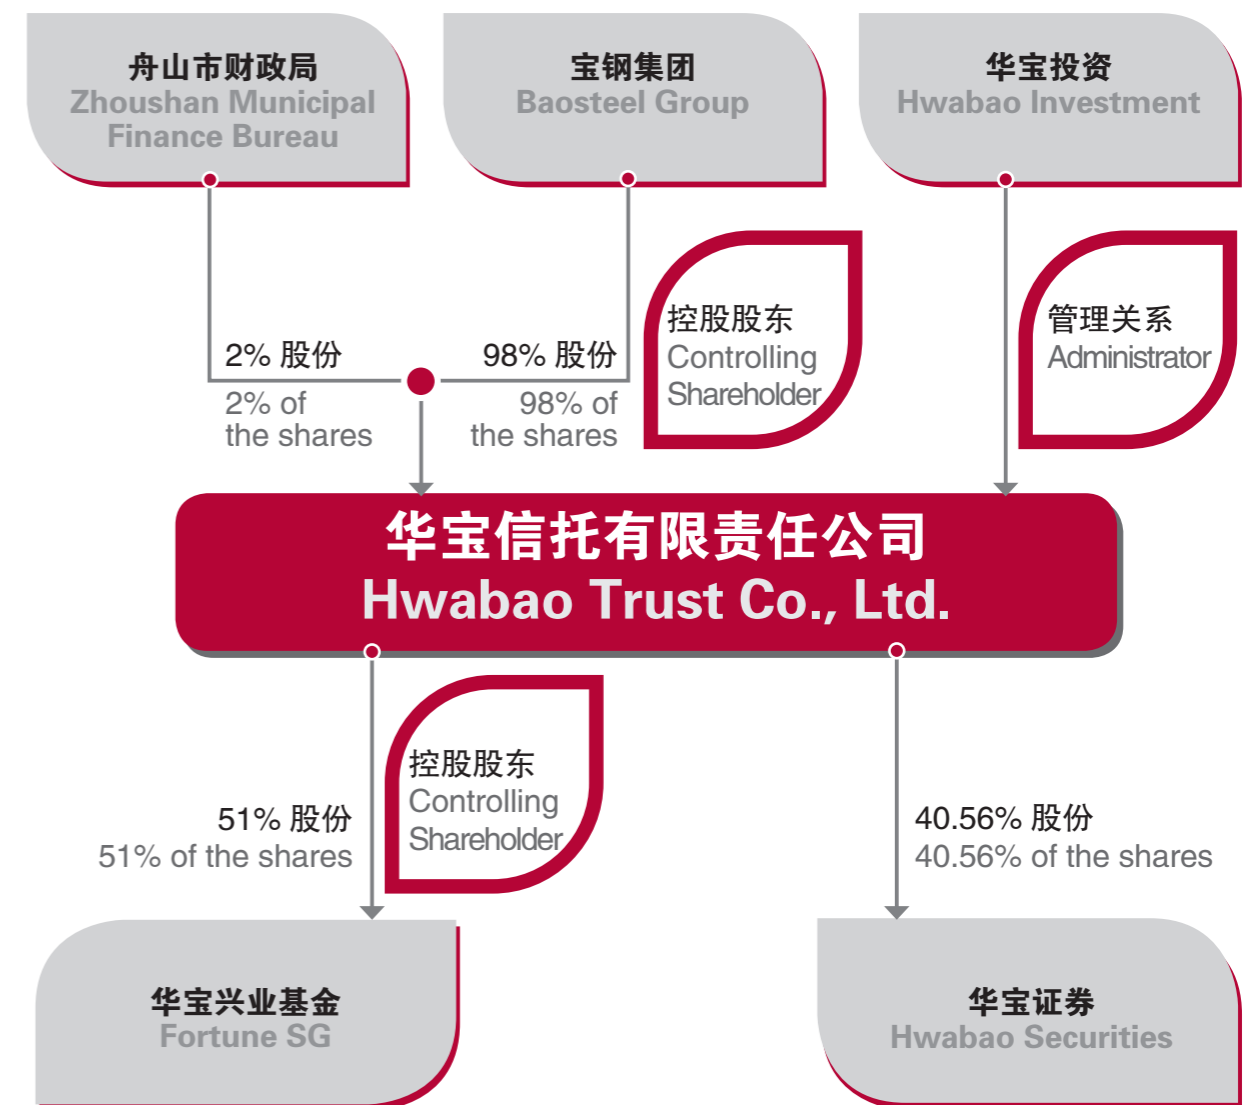 舟山市财政局
Zhoushan Municipal
Finance Bureau
宝钢集团
Baosteel Group
华宝投资
Hwabao Investment
2% 股份
2% of
the shares
98% 股份
98% of
the shares
控股股东
Controlling
Shareholder
管理关系
Administrator
华宝信托有限责任公司
Hwabao Trust Co., Ltd.
51% 股份
51% of the shares
控股股东
Controlling
Shareholder
40.56% 股份
40.56% of the shares
华宝兴业基金
Fortune SG
华宝证券
Hwabao Securities